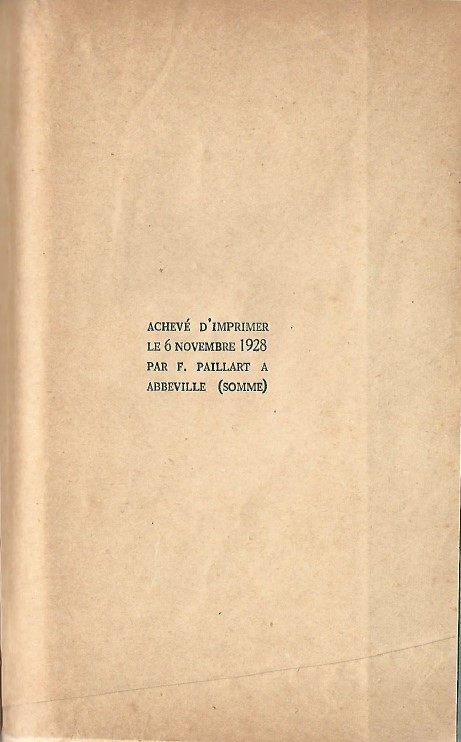 ACHEVÉ D'IMPRIMER
LE 6 NOVEMBRE 1928
PAR F. PAILLART A
ABBEVILLE (SOMME)